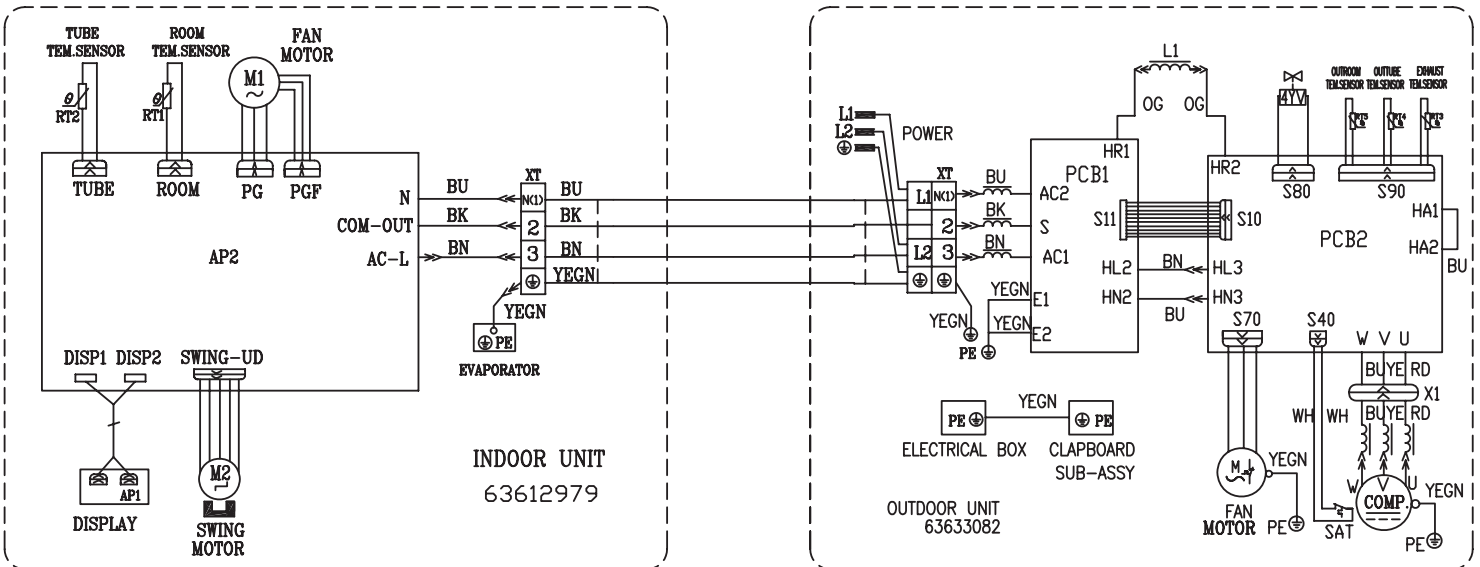 TUBE
TEM.SENSOR
ROOM
TEM.SENSOR
FAN
MOTOR
M1
θ
RT2
θ
RT1
TUBE
ROOM
PG
PGF
N
COM-OUT
AC-L
AP2
BU
BK
BN
XT
N(1)
2
3
BU
BK
BN
YEGN
YEGN
PE
EVAPORATOR
DISP1
DISP2
SWING-UD
AP1
DISPLAY
M2
SWING
MOTOR
INDOOR UNIT
63612979
L1
L2
POWER
XT
L1
N(1)
2
L2
3
BU
BK
BN
YEGN
PE
AC2
S
AC1
YEGN
E1
YEGN
E2
HR1
PCB1
S11
HL2
HN2
L1
OG
OG
S10
BN
BU
HR2
HL3
HN3
PCB2
4YV
S80
OUTROOM
TEM.SENSOR
OUTTUBE
TEM.SENSOR
EXHAUST
TEM.SENSOR
RT5
RT4
RT3
S90
HA1
HA2
BU
S70
S40
W V U
BU YE RD
X1
BU YE RD
WH WH
M
YEGN
FAN
MOTOR
PE
SAT
W
V
U
COMP.
YEGN
PE
PE
YEGN
PE
ELECTRICAL BOX
CLAPBOARD
SUB-ASSY
OUTDOOR UNIT
63633082